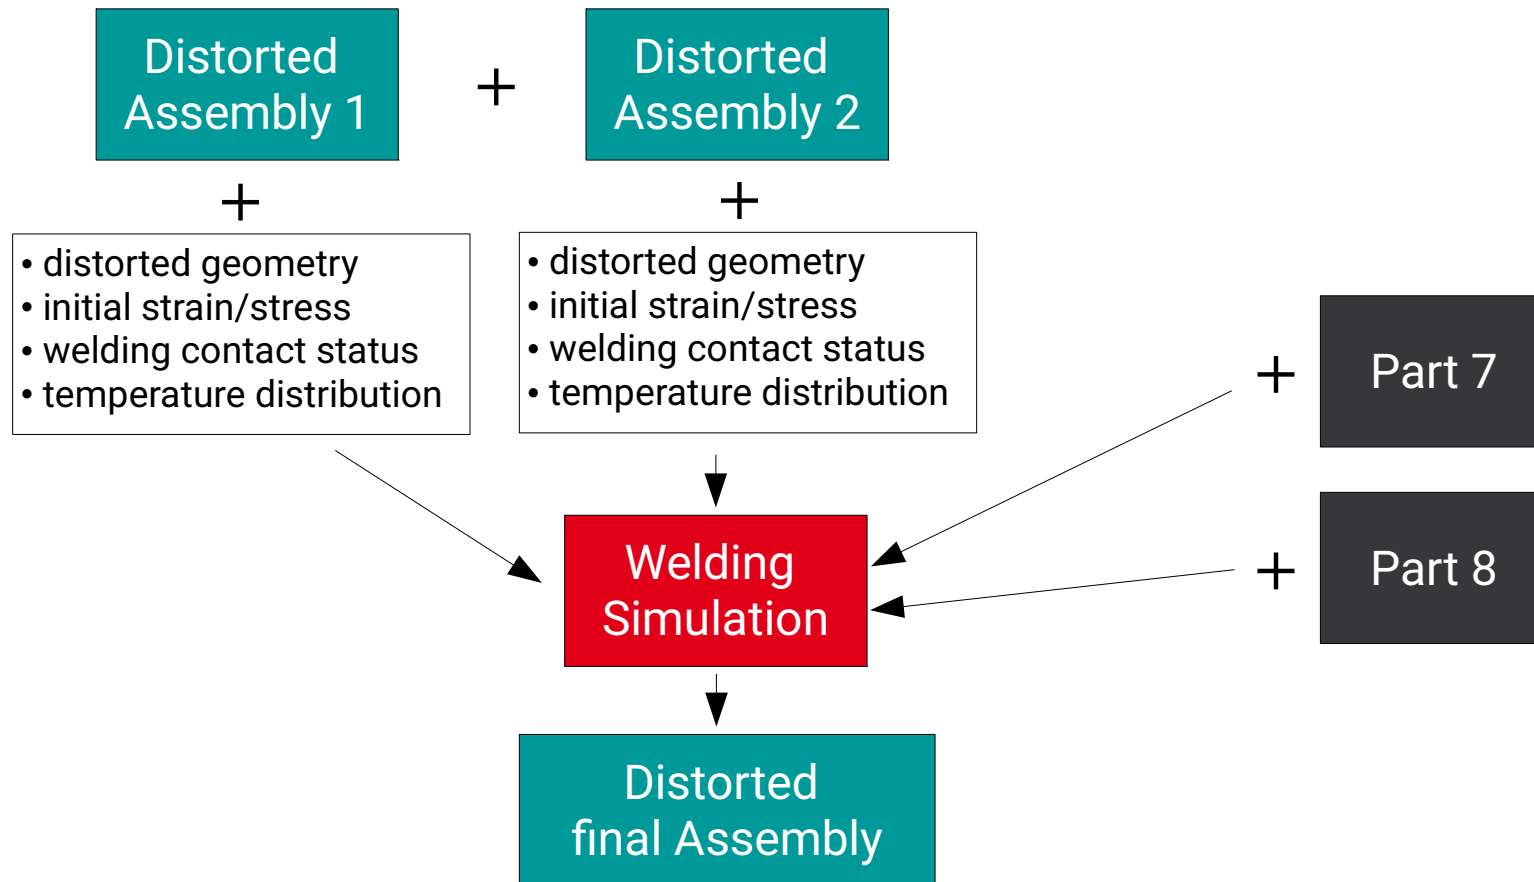 Distorted
Assembly 1
+
Distorted
Assembly 2
+
+
• distorted geometry
• initial strain/stress
• welding contact status
• temperature distribution
• distorted geometry
• initial strain/stress
• welding contact status
• temperature distribution
+
Part 7
+
Part 8
Welding
Simulation
Distorted
final Assembly